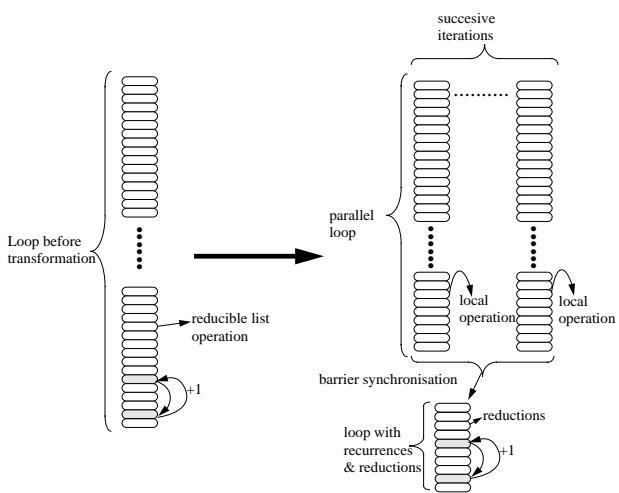 succesive
iterations
Loop before
transformation
reducible list
operation
+1
parallel
loop
local
operation
local
operation
barrier synchronisation
loop with
recurrences
& reductions
reductions
+1